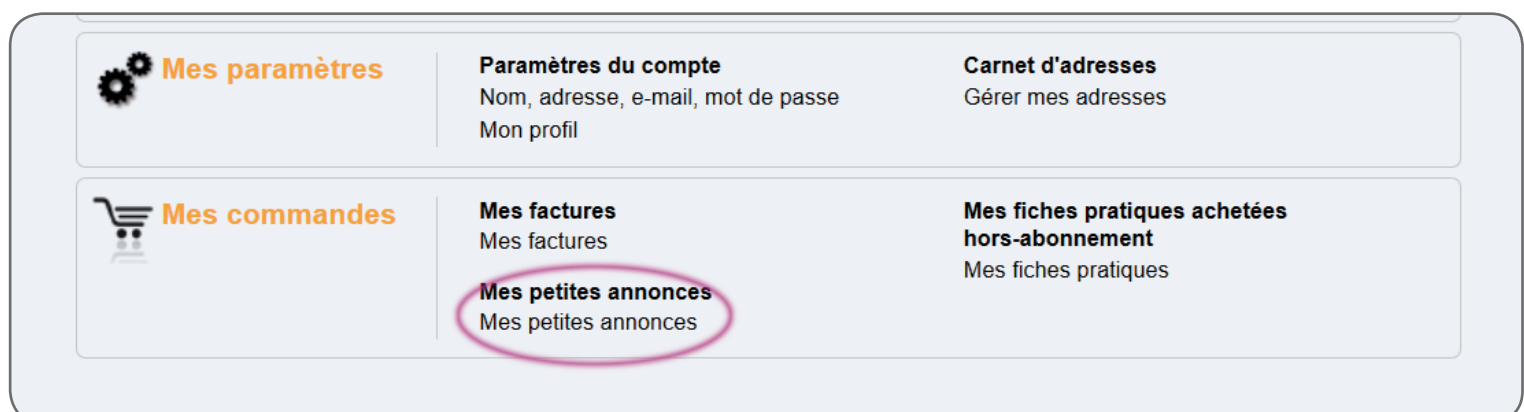 Mes paramètres
Paramètres du compte
Nom, adresse, e-mail, mot de passe
Mon profil
Carnet d'adresses
Gérer mes adresses
Mes commandes
Mes factures
Mes factures
Mes petites annonces
Mes petites annonces
Mes fiches pratiques achetées
hors-abonnement
Mes fiches pratiques